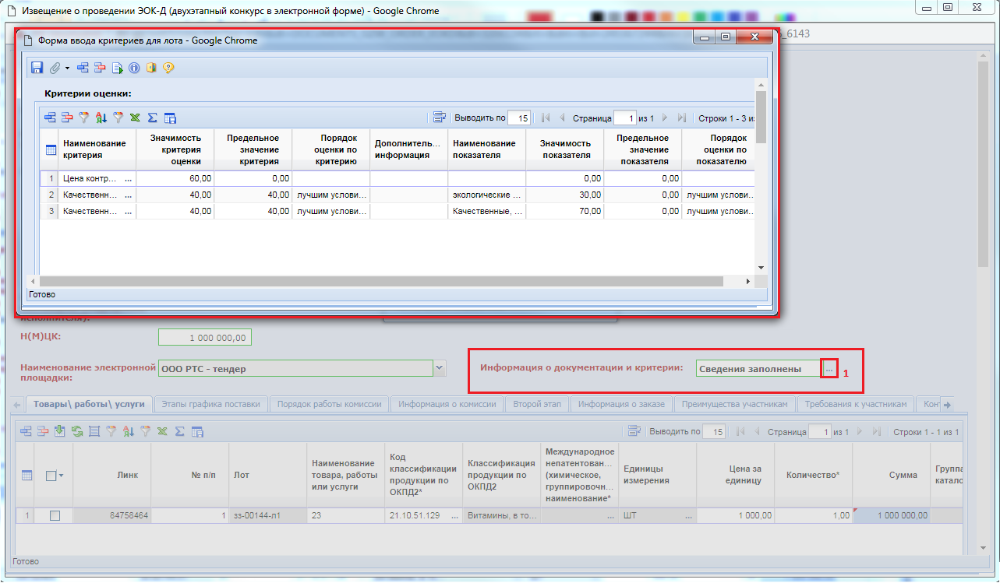 Извещение о проведении ЭОК-Д (двухэтапный конкурс в электронной форме) - Google Chrome
_6143
Форма ввода критериев для лота - Google Chrome
Критерии оценки:
Выводить по 15 Страница 1 из 1 Строки 1 - 3 из
Наименование критерия
Значимость критерия оценки
Предельное значение критерия
Порядок оценки по критерию
Дополнитель... информация
Наименование показателя
Значимость показателя
Предельное значение показателя
Порядок оценки по показателю
1 Цена контр... ... 60,00 0,00 0,00 0,00
2 Качественн... ... 40,00 40,00 лучшим услови... экологические ... 30,00 0,00 лучшим услови...
3 Качественн... ... 40,00 40,00 лучшим услови... Качественные, ... 70,00 0,00 лучшим услови...
Готово
исполнителя):
Н(М)ЦК: 1 000 000,00
Наименование электронной площадки: ООО РТС - тендер
Информация о документации и критерии: Сведения заполнены ... 1
Товары\ работы\ услуги Этапы графика поставки Порядок работы комиссии Информация о комиссии Второй этап Информация о заказе Преимущества участникам Требования к участникам Кон
Выводить по 15 Страница 1 из 1 Строки 1 - 1 из 1
Линк
№ п/п
Лот
Наименование товара, работы или услуги
Код классификации продукции по ОКПД2*
Классификация продукции по ОКПД2
Международное непатентован... (химическое, группировочн... наименование*
Единицы измерения
Цена за единицу
Количество*
Сумма
Группа катало
1 84758464 1 зз-00144-л1 23 21.10.51.129 ... Витамины, в то... ... ШТ ... 1 000,00 1,00 1 000 000,00
Готово